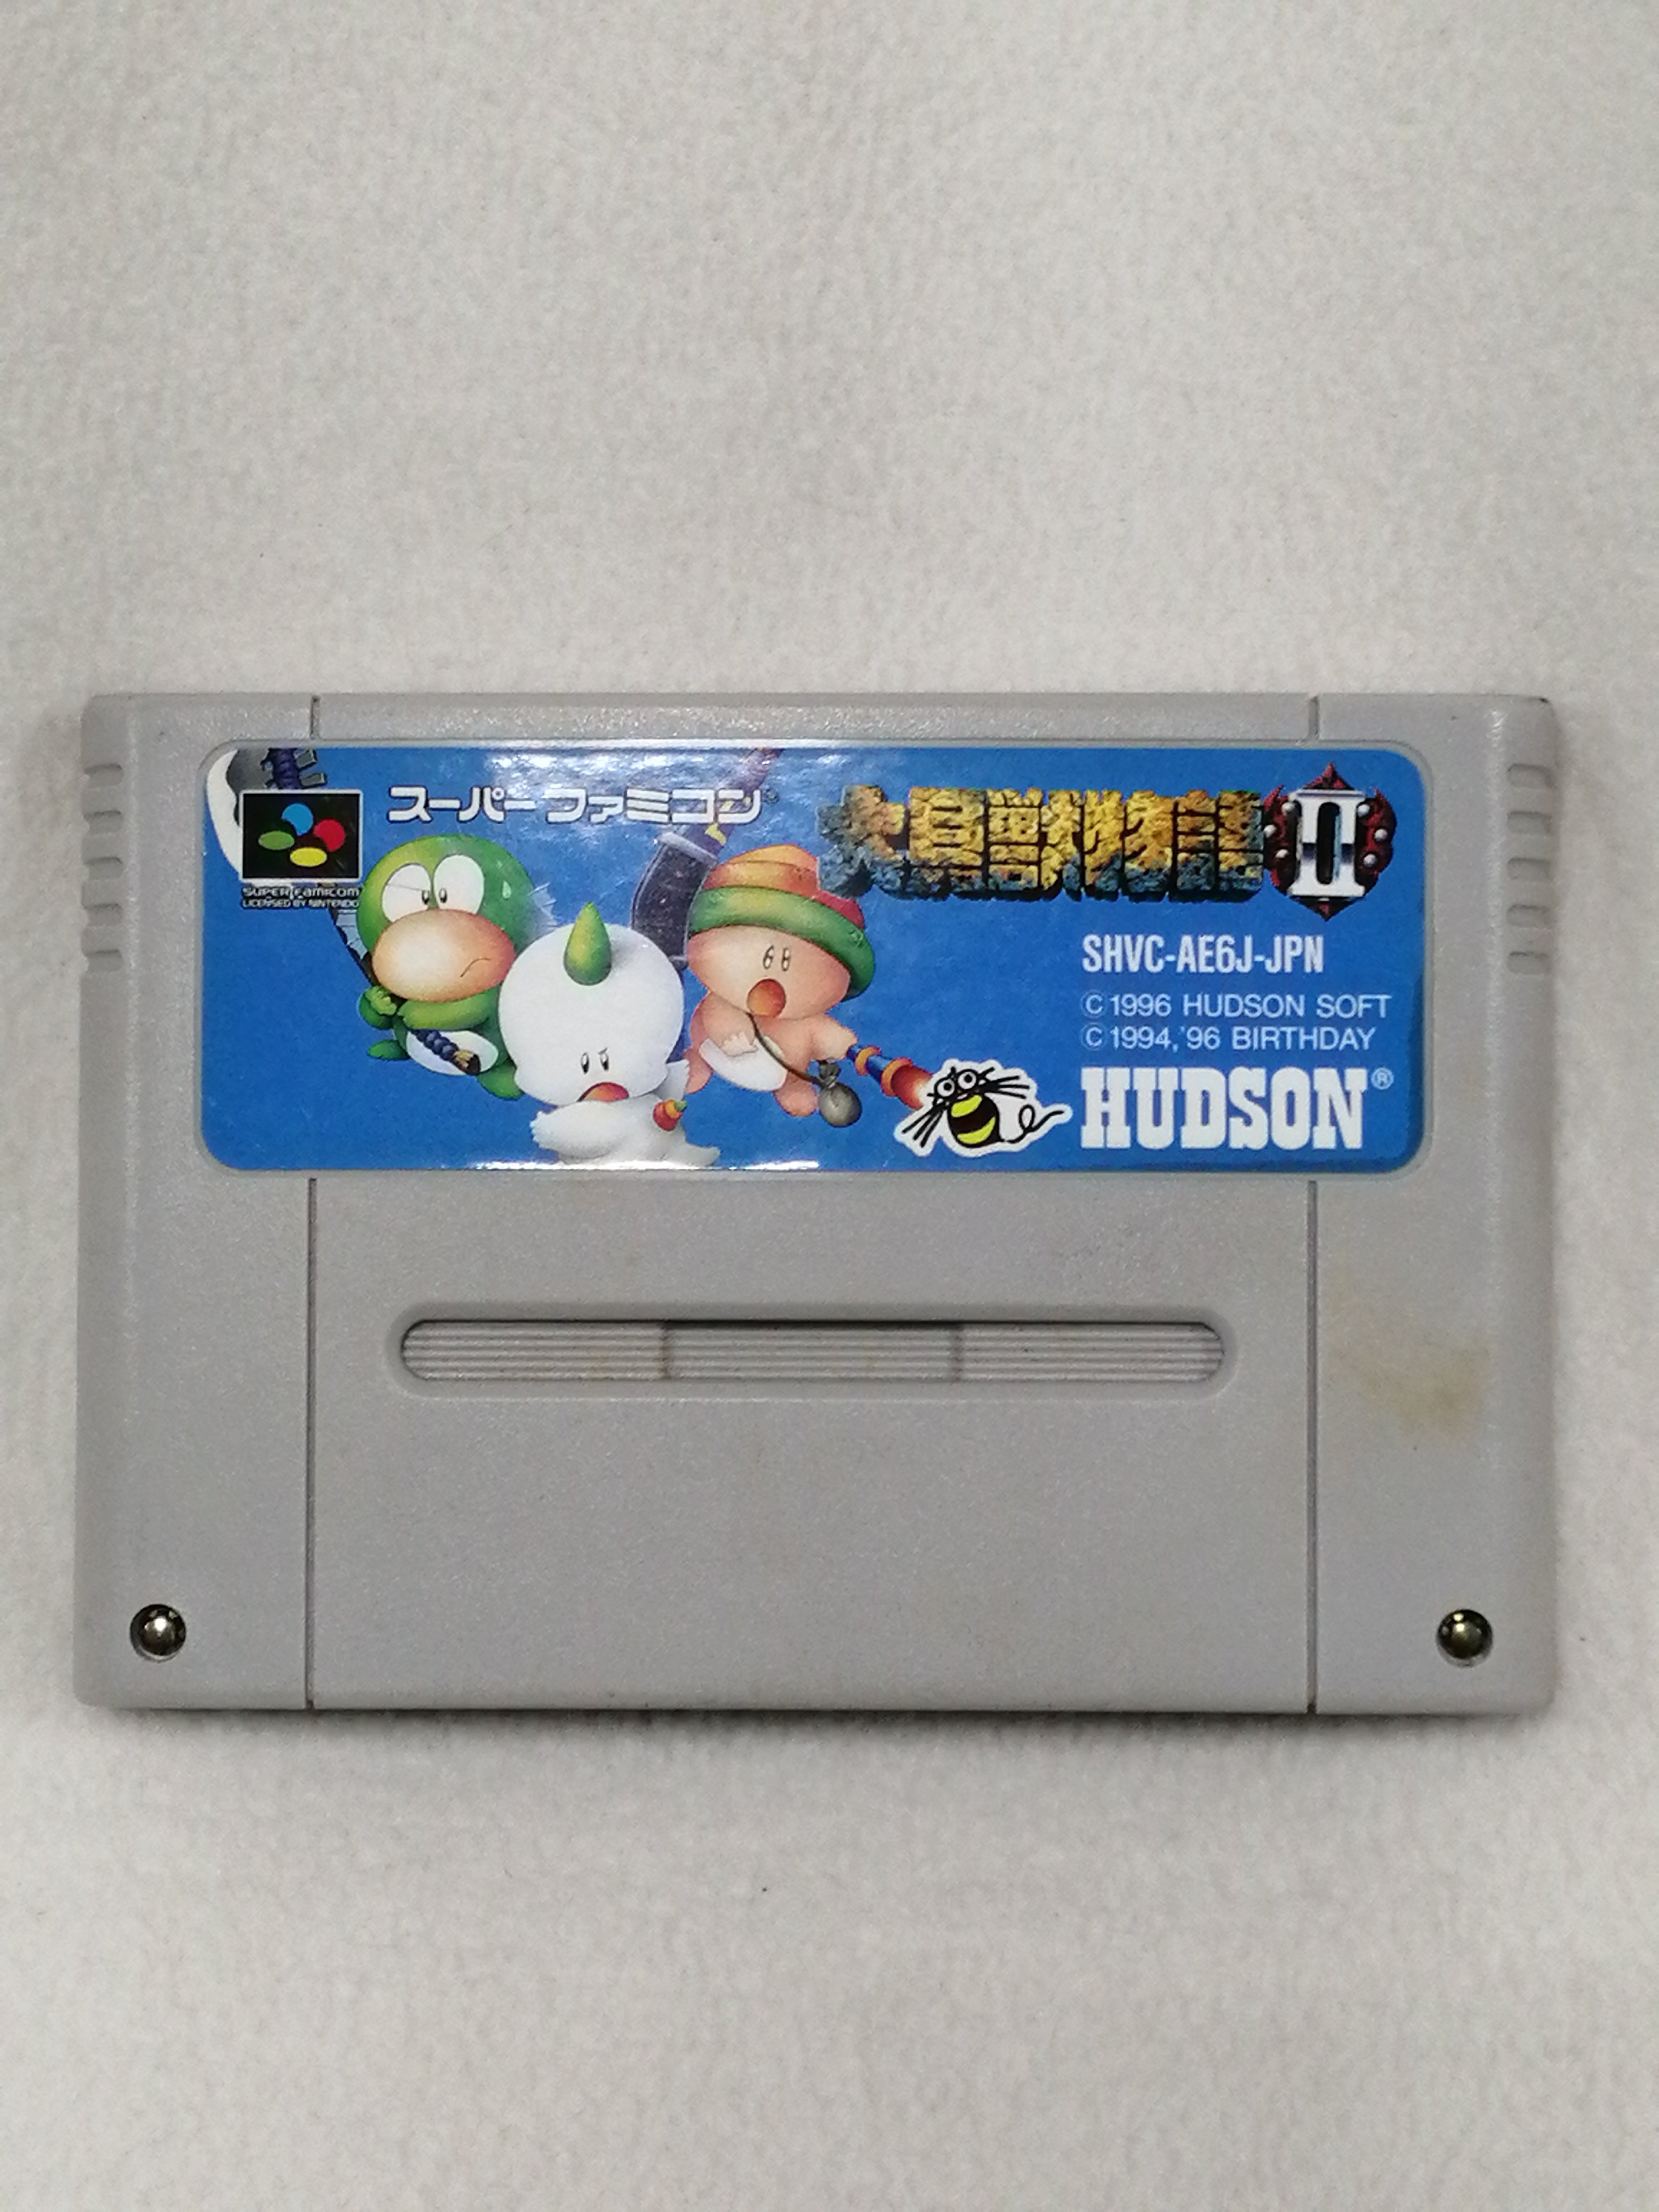 スーパーファミコン
大貝獣物語 II
SUPER FAMICOM
LICENSED BY NINTENDO
SHVC-AE6J-JPN
© 1996 HUDSON SOFT
© 1994,'96 BIRTHDAY
HUDSON®